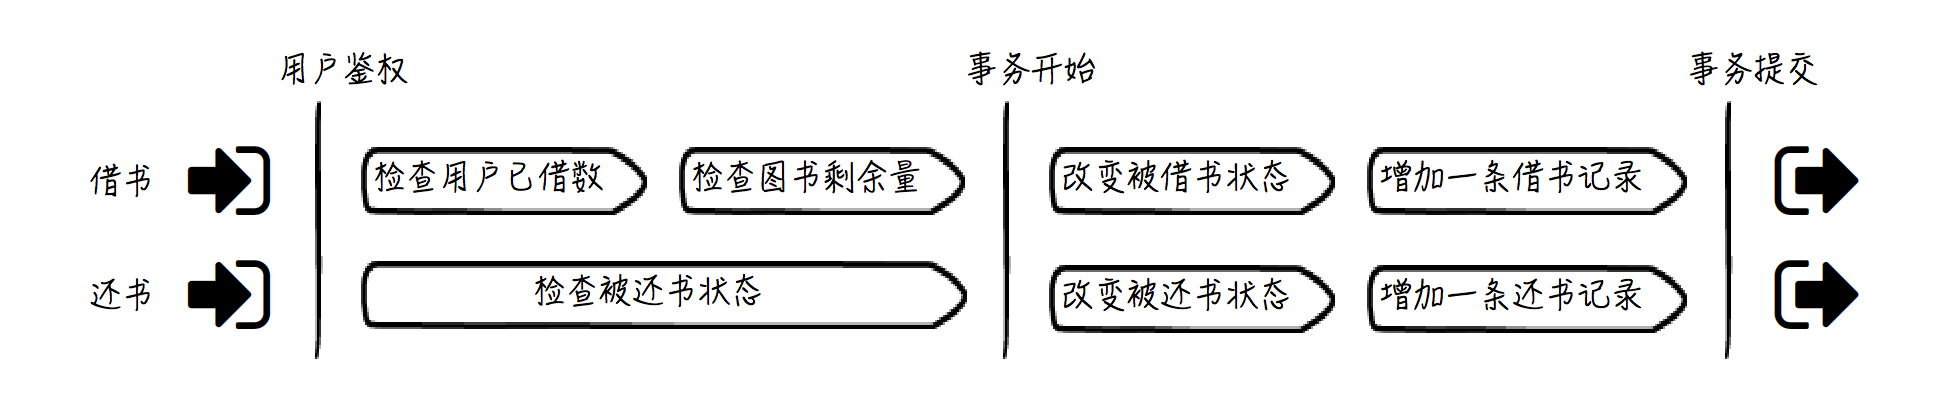 用户鉴权
事务开始
事务提交
借书
检查用户已借数
检查图书剩余量
改变被借书状态
增加一条借书记录
还书
检查被还书状态
改变被还书状态
增加一条还书记录